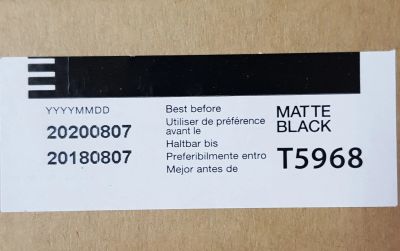 YYYYMMDD
20200807
20180807
Best before
Utiliser de préférence
avant le
Haltbar bis
Preferibilmente entro
Mejor antes de
MATTE
BLACK
T5968